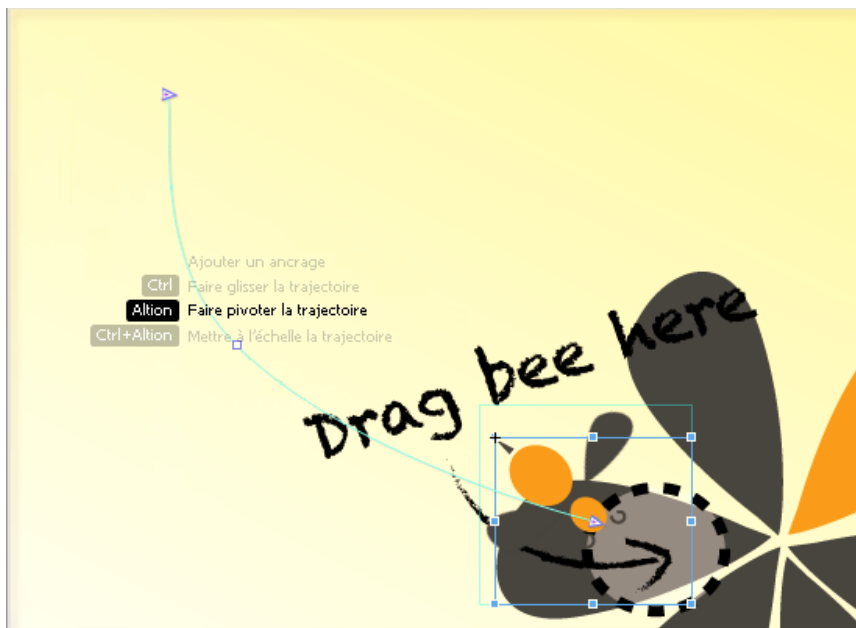 Ajouter un ancrage
Ctrl Faire glisser la trajectoire
Altion Faire pivoter la trajectoire
Ctrl+Altion Mettre à l'échelle la trajectoire
Drag bee here